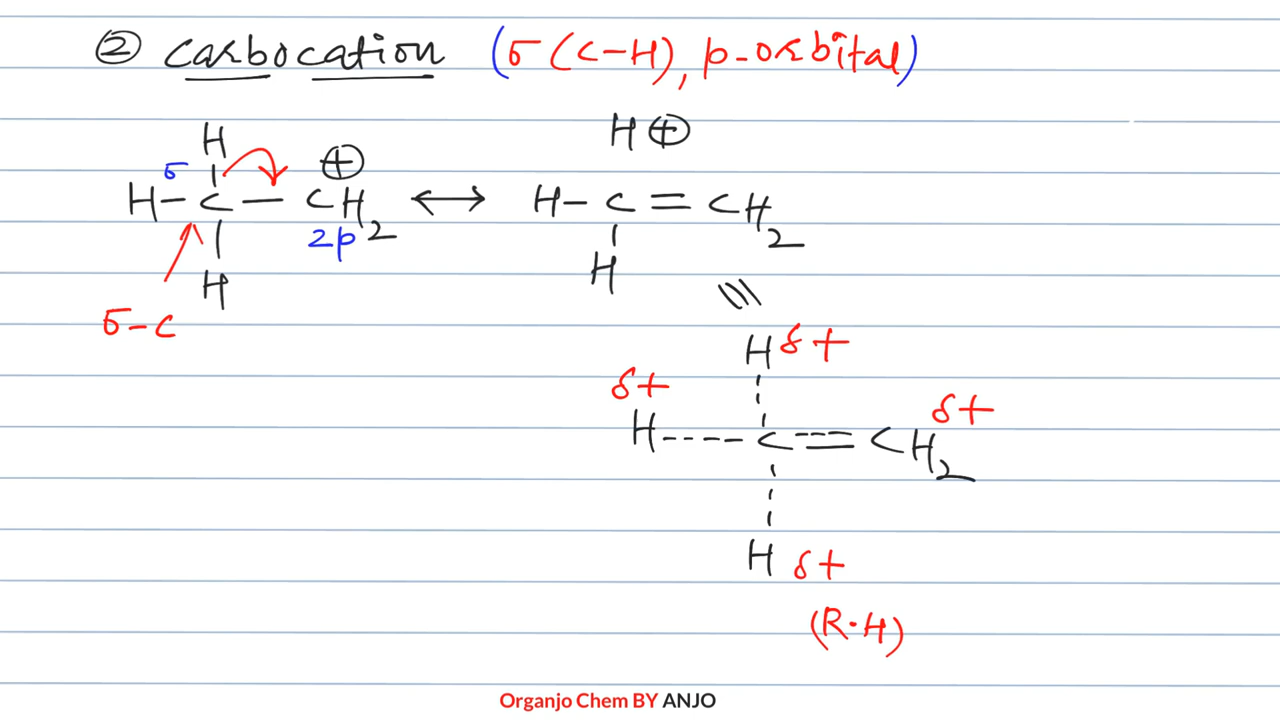 ② carbocation (σ(C-H), p-orbital)
H H⊕
σ ⊕
H-C-CH2 ↔ H-C=CH2
2p
H H
σ-c
H δ+
δ+ δ+
H----C=CH2
H δ+
(R.H)
Organjo Chem BY ANJO